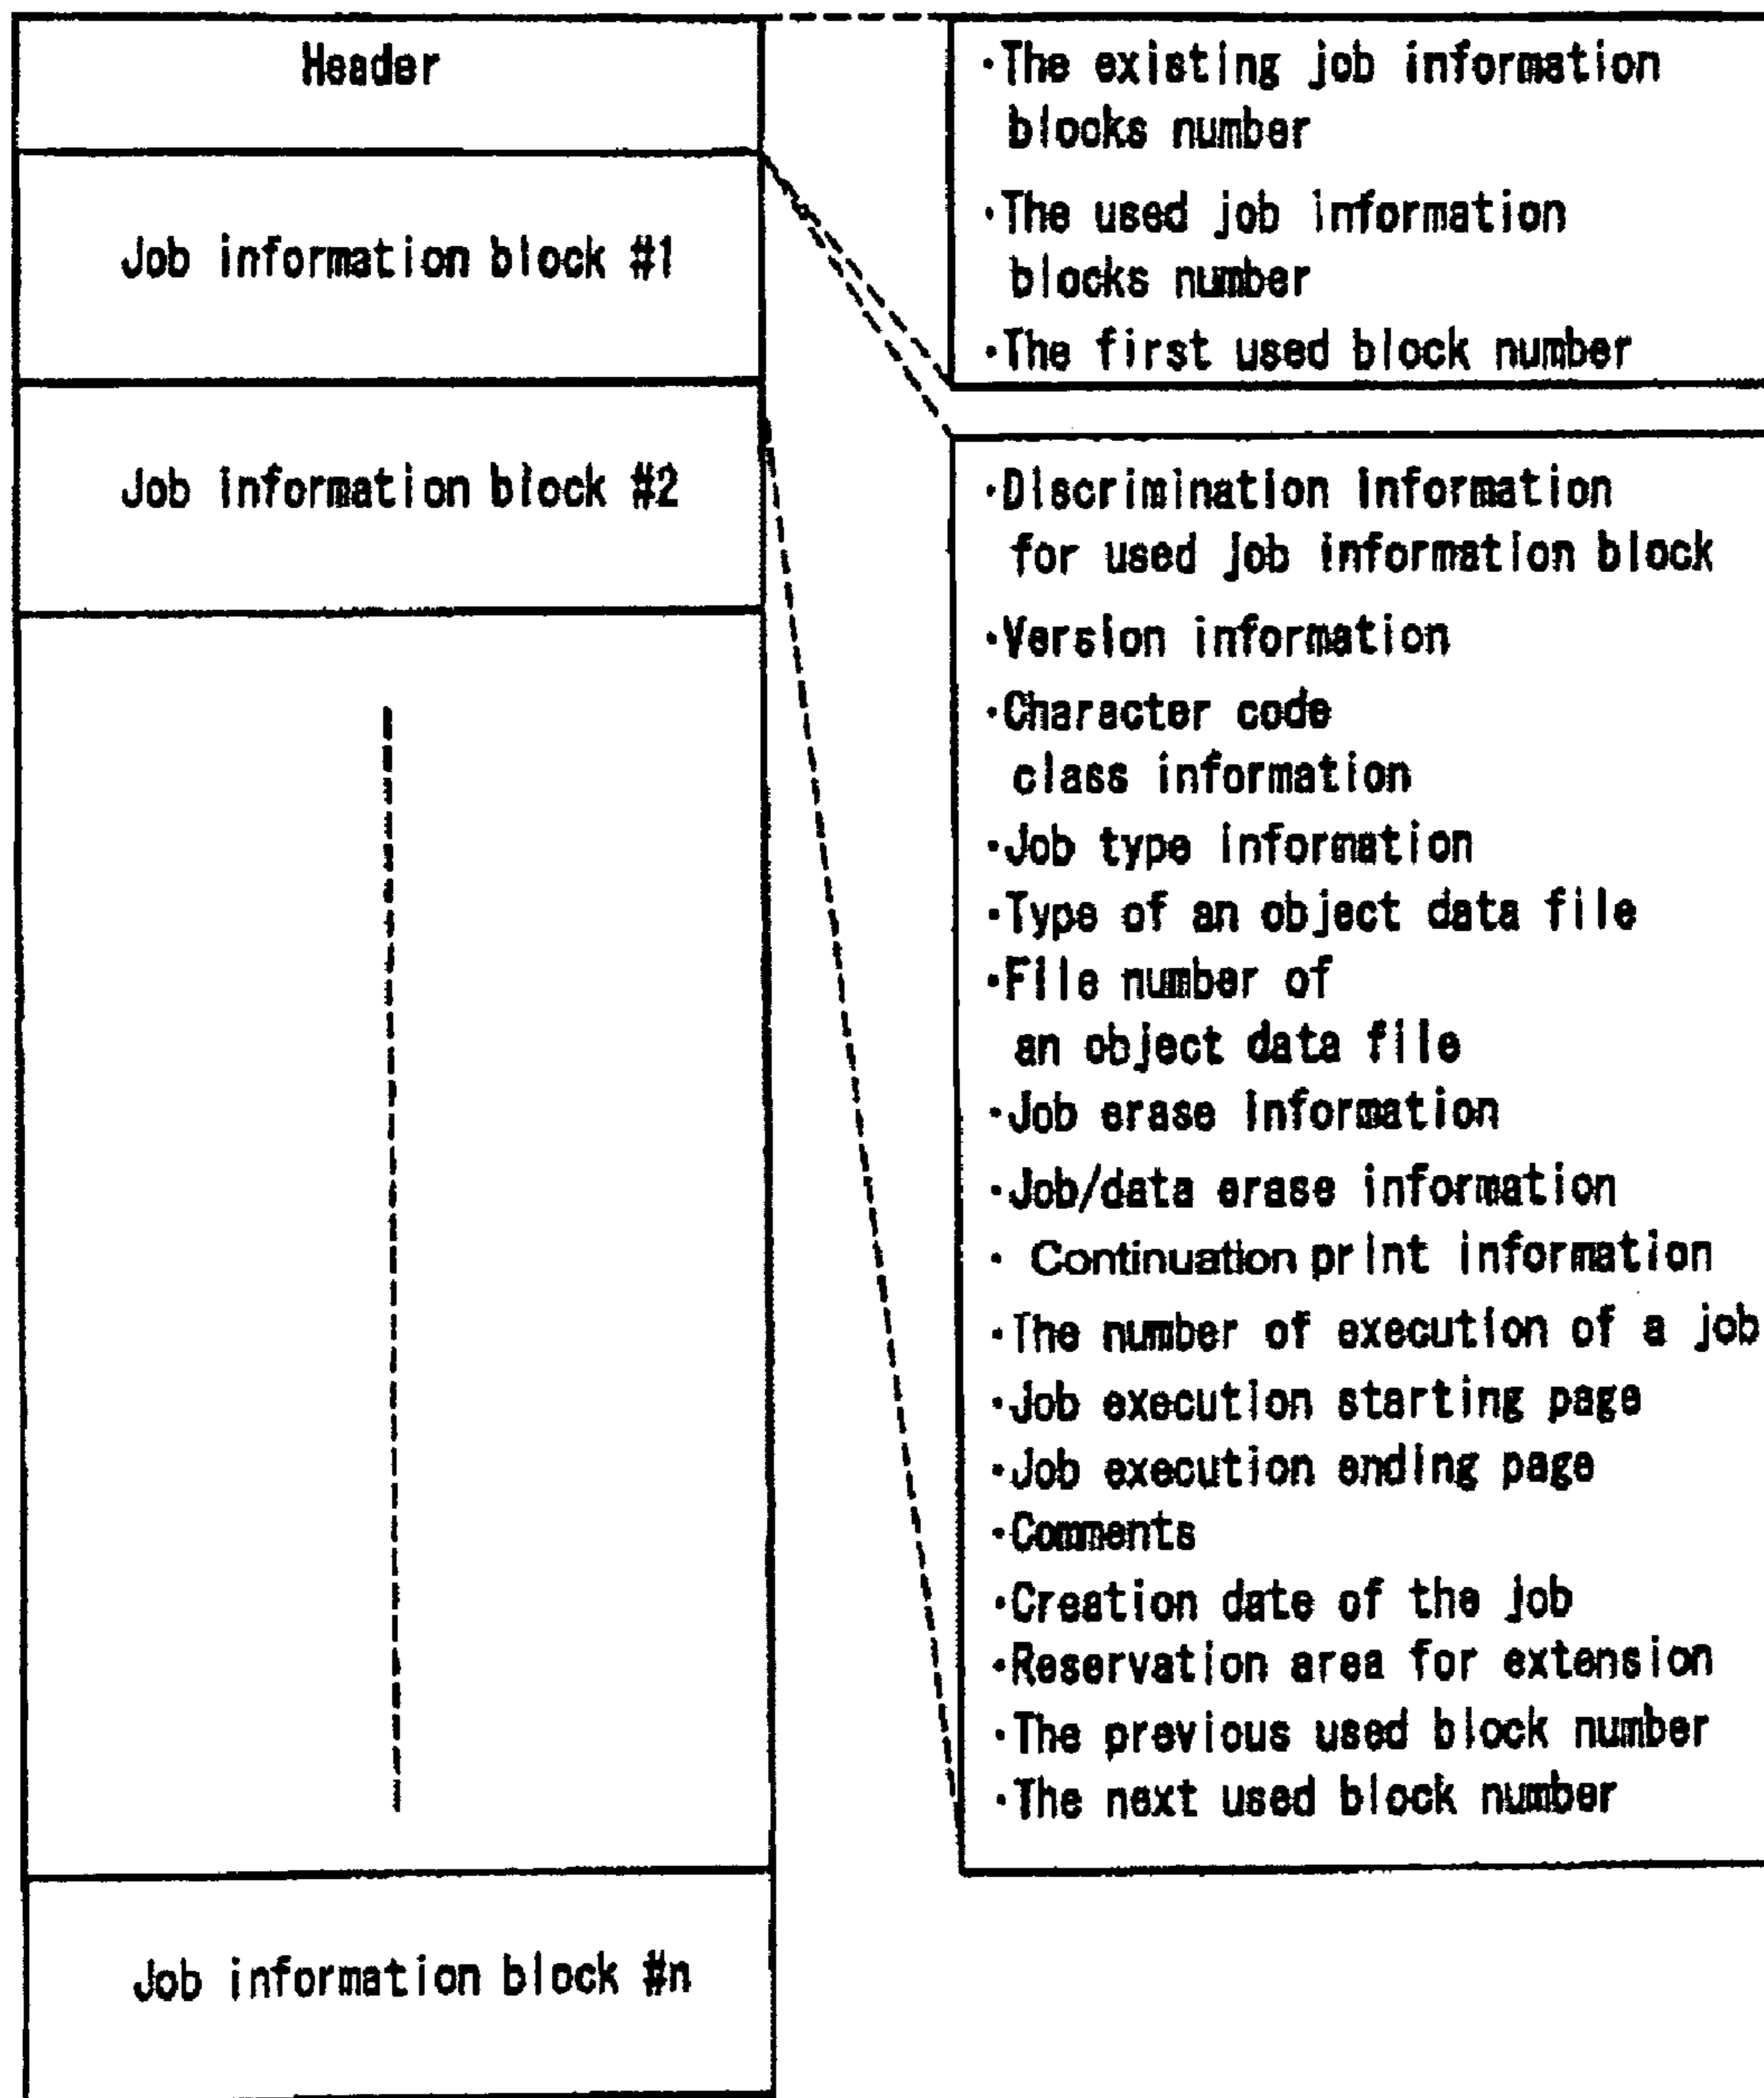 Header
Job information block #1
Job information block #2
Job information block #n
·The existing job information
blocks number
·The used job information
blocks number
·The first used block number
·Discrimination information
for used job information block
·Version information
·Character code
class information
·Job type information
·Type of an object data file
·File number of
an object data file
·Job erase information
·Job/data erase information
· Continuation print information
·The number of execution of a job
·Job execution starting page
·Job execution ending page
·Comments
·Creation date of the job
·Reservation area for extension
·The previous used block number
·The next used block number